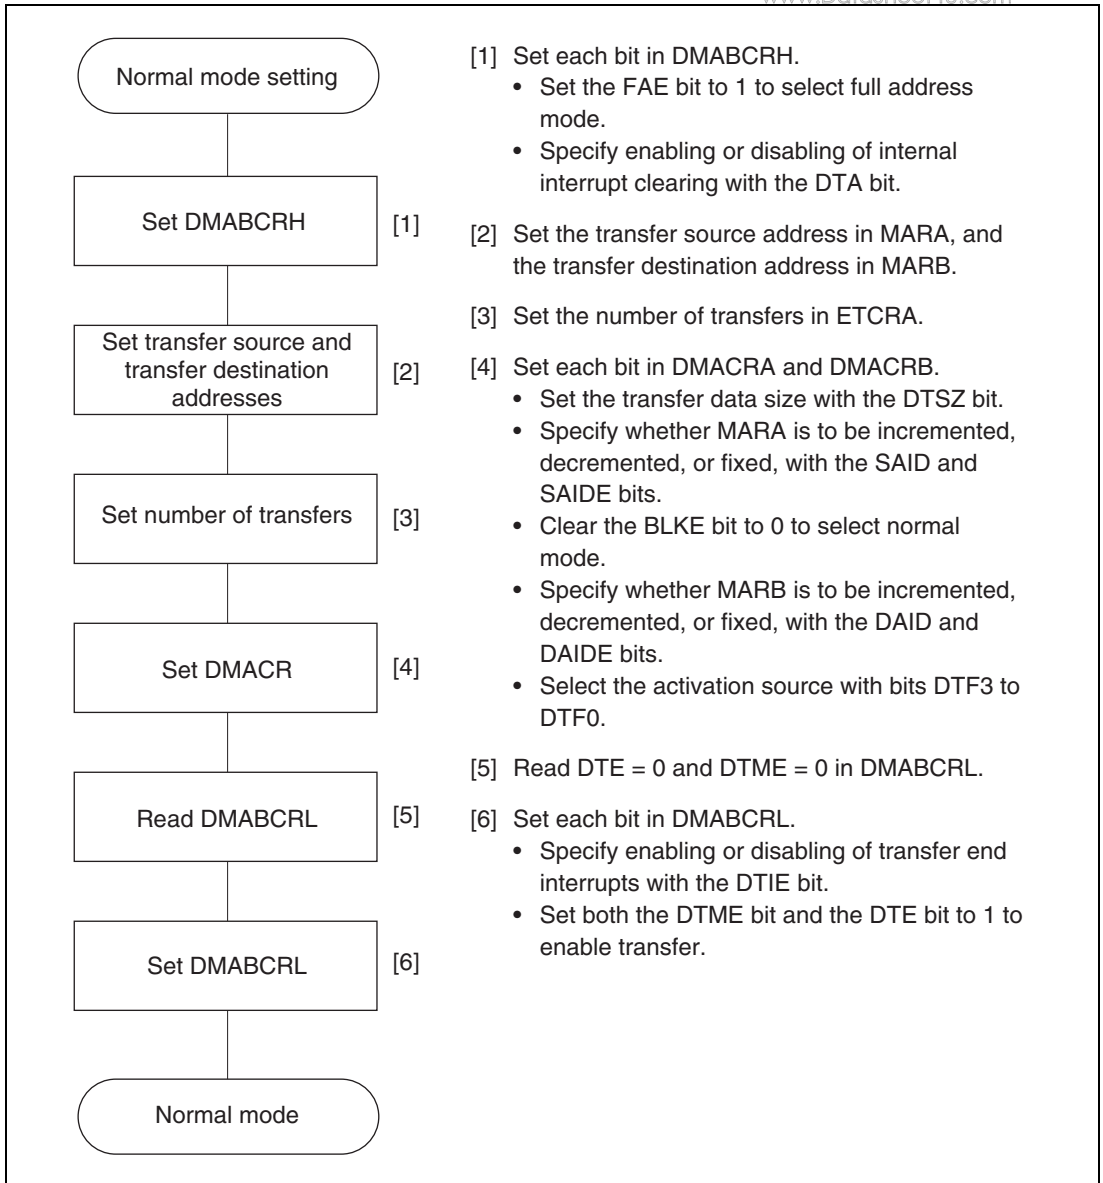 Normal mode setting
Set DMABCRH
[1]
Set transfer source and
transfer destination
addresses
[2]
Set number of transfers
[3]
Set DMACR
[4]
Read DMABCRL
[5]
Set DMABCRL
[6]
Normal mode
[1] Set each bit in DMABCRH.
• Set the FAE bit to 1 to select full address
mode.
• Specify enabling or disabling of internal
interrupt clearing with the DTA bit.
[2] Set the transfer source address in MARA, and
the transfer destination address in MARB.
[3] Set the number of transfers in ETCRA.
[4] Set each bit in DMACRA and DMACRB.
• Set the transfer data size with the DTSZ bit.
• Specify whether MARA is to be incremented,
decremented, or fixed, with the SAID and
SAIDE bits.
• Clear the BLKE bit to 0 to select normal
mode.
• Specify whether MARB is to be incremented,
decremented, or fixed, with the DAID and
DAIDE bits.
• Select the activation source with bits DTF3 to
DTF0.
[5] Read DTE = 0 and DTME = 0 in DMABCRL.
[6] Set each bit in DMABCRL.
• Specify enabling or disabling of transfer end
interrupts with the DTIE bit.
• Set both the DTME bit and the DTE bit to 1 to
enable transfer.